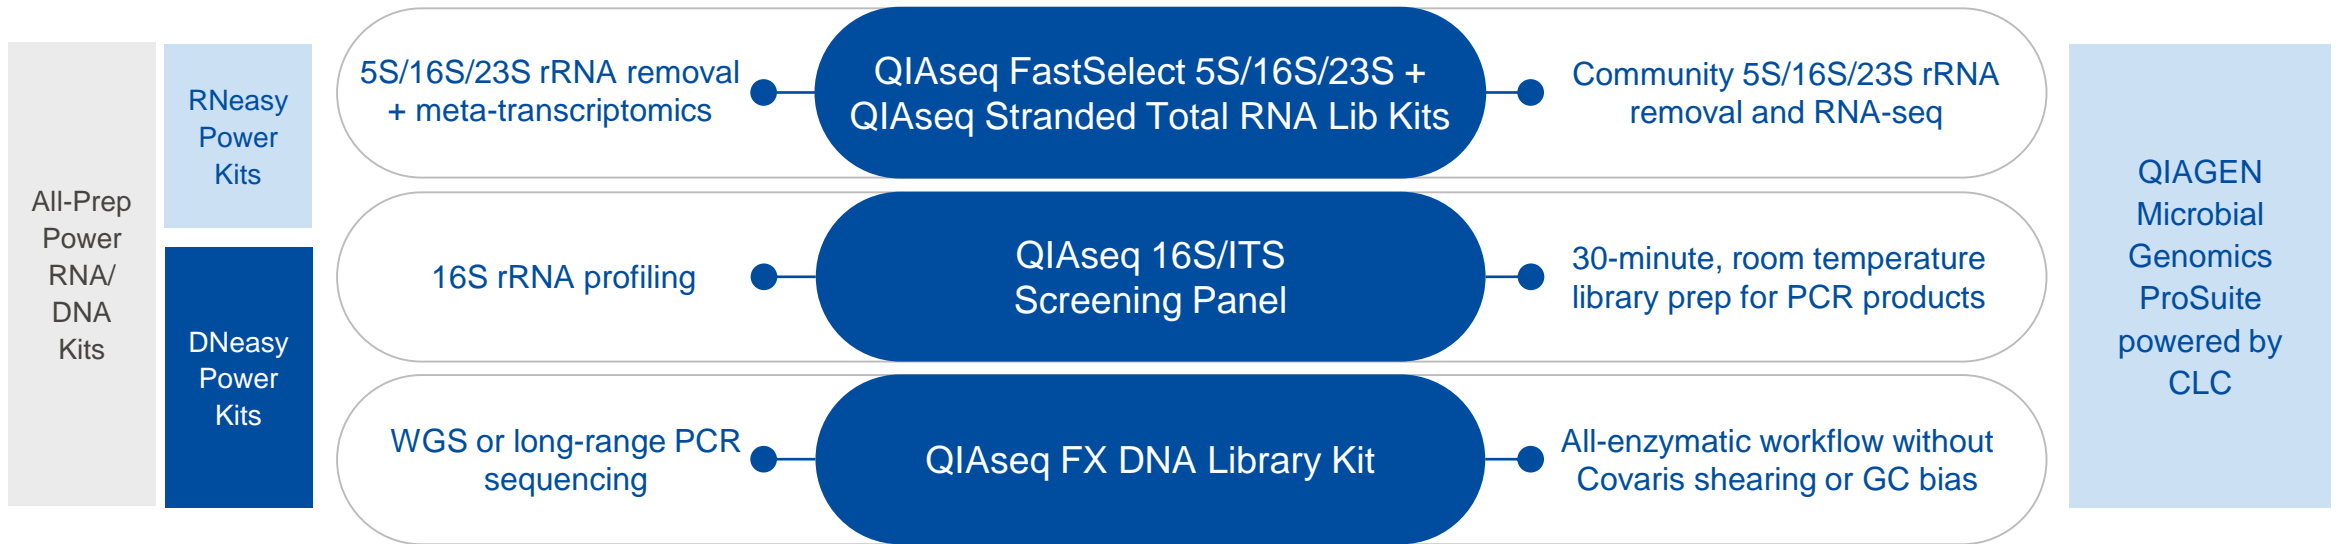 All-Prep
Power
RNA/
DNA
Kits
RNeasy
Power
Kits
DNeasy
Power
Kits
5S/16S/23S rRNA removal
+ meta-transcriptomics
QIAseq FastSelect 5S/16S/23S +
QIAseq Stranded Total RNA Lib Kits
Community 5S/16S/23S rRNA
removal and RNA-seq
16S rRNA profiling
QIAseq 16S/ITS
Screening Panel
30-minute, room temperature
library prep for PCR products
WGS or long-range PCR
sequencing
QIAseq FX DNA Library Kit
All-enzymatic workflow without
Covaris shearing or GC bias
QIAGEN
Microbial
Genomics
ProSuite
powered by
CLC